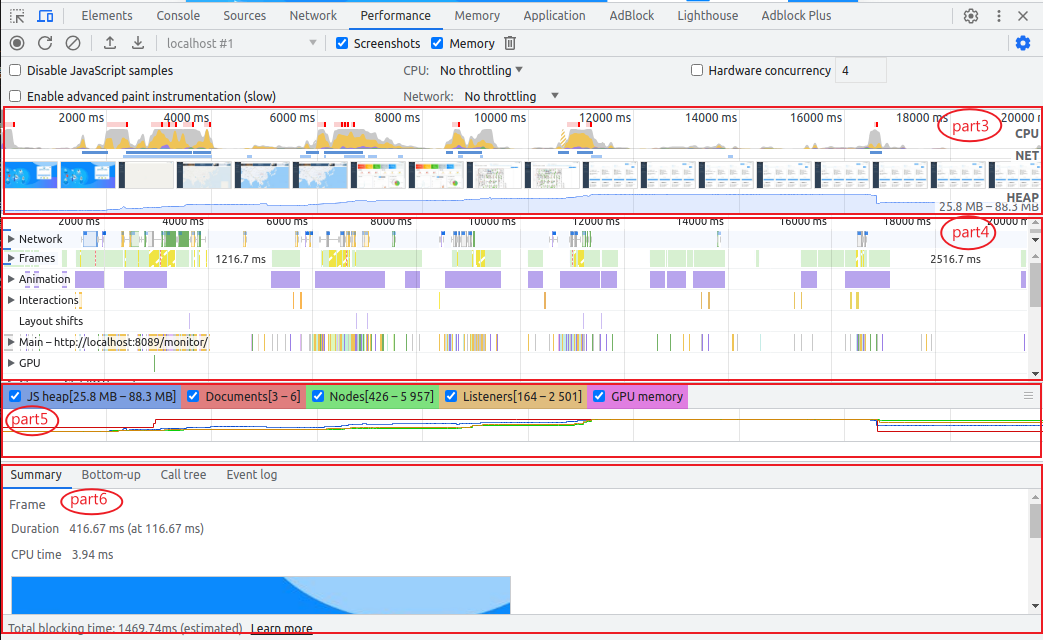 Elements Console Sources Network Performance Memory Application AdBlock Lighthouse Adblock Plus
localhost #1 Screenshots Memory
Disable JavaScript samples CPU: No throttling Hardware concurrency 4
Enable advanced paint instrumentation (slow) Network: No throttling
2000 ms 4000 ms 6000 ms 8000 ms 10000 ms 12000 ms 14000 ms 16000 ms 18000 ms 20000 r
part3
CPU
NET
HEAP
25.8 MB – 88.3 MB
2000 ms 4000 ms 6000 ms 8000 ms 10000 ms 12000 ms 14000 ms 16000 ms 18000 ms 20000
part4
Network
Frames 1216.7 ms 2516.7 ms
Animation
Interactions
Layout shifts
Main – http://localhost:8089/monitor/
GPU
JS heap[25.8 MB – 88.3 MB] Documents[3 – 6] Nodes[426 – 5 957] Listeners[164 – 2 501] GPU memory
part5
Summary Bottom-up Call tree Event log
Frame part6
Duration 416.67 ms (at 116.67 ms)
CPU time 3.94 ms
Total blocking time: 1469.74ms (estimated) Learn more